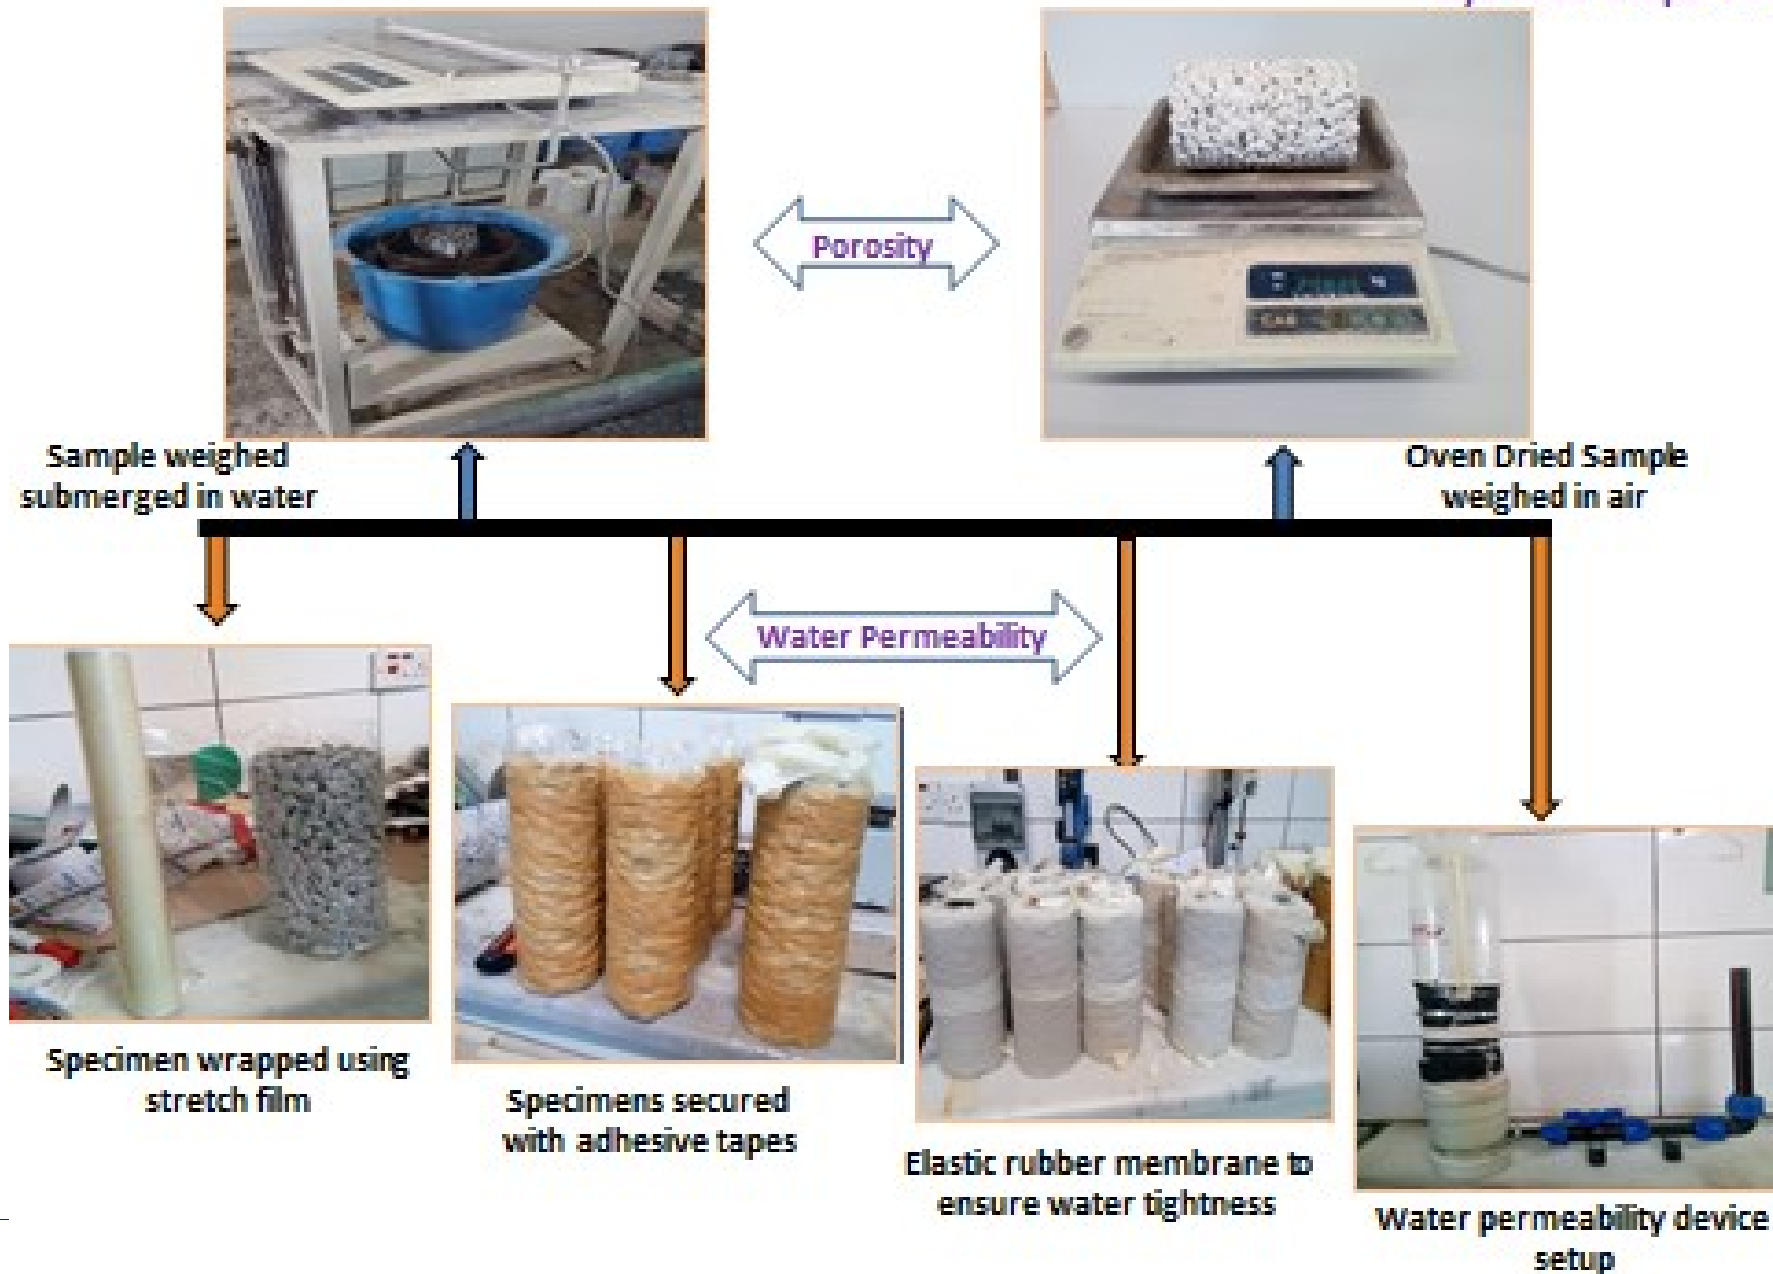 Porosity
Sample weighed
submerged in water
Oven Dried Sample
weighed in air
Water Permeability
Specimen wrapped using
stretch film
Specimens secured
with adhesive tapes
Elastic rubber membrane to
ensure water tightness
Water permeability device
setup